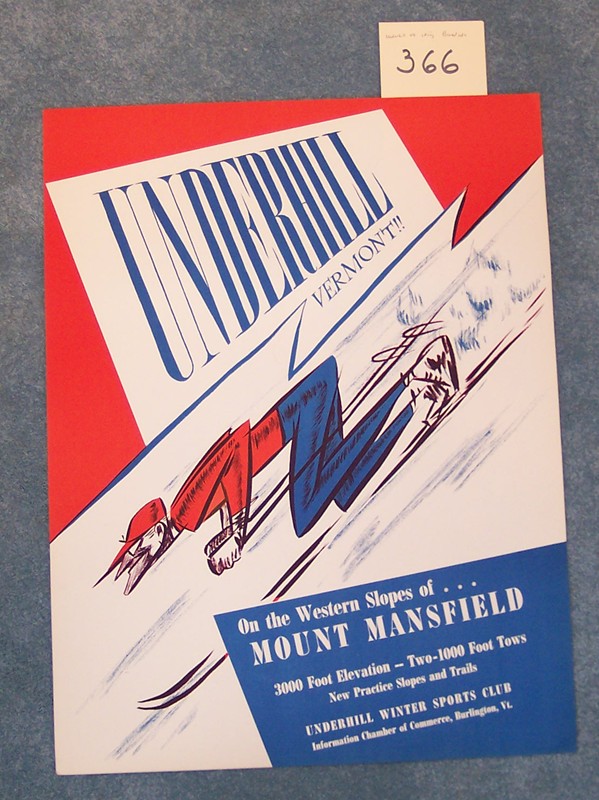 366
UNDERHILL
VERMONT!!
On the Western Slopes of . . .
MOUNT MANSFIELD
3000 Foot Elevation — Two-1000 Foot Tows
New Practice Slopes and Trails
UNDERHILL WINTER SPORTS CLUB
Information Chamber of Commerce, Burlington, Vt.